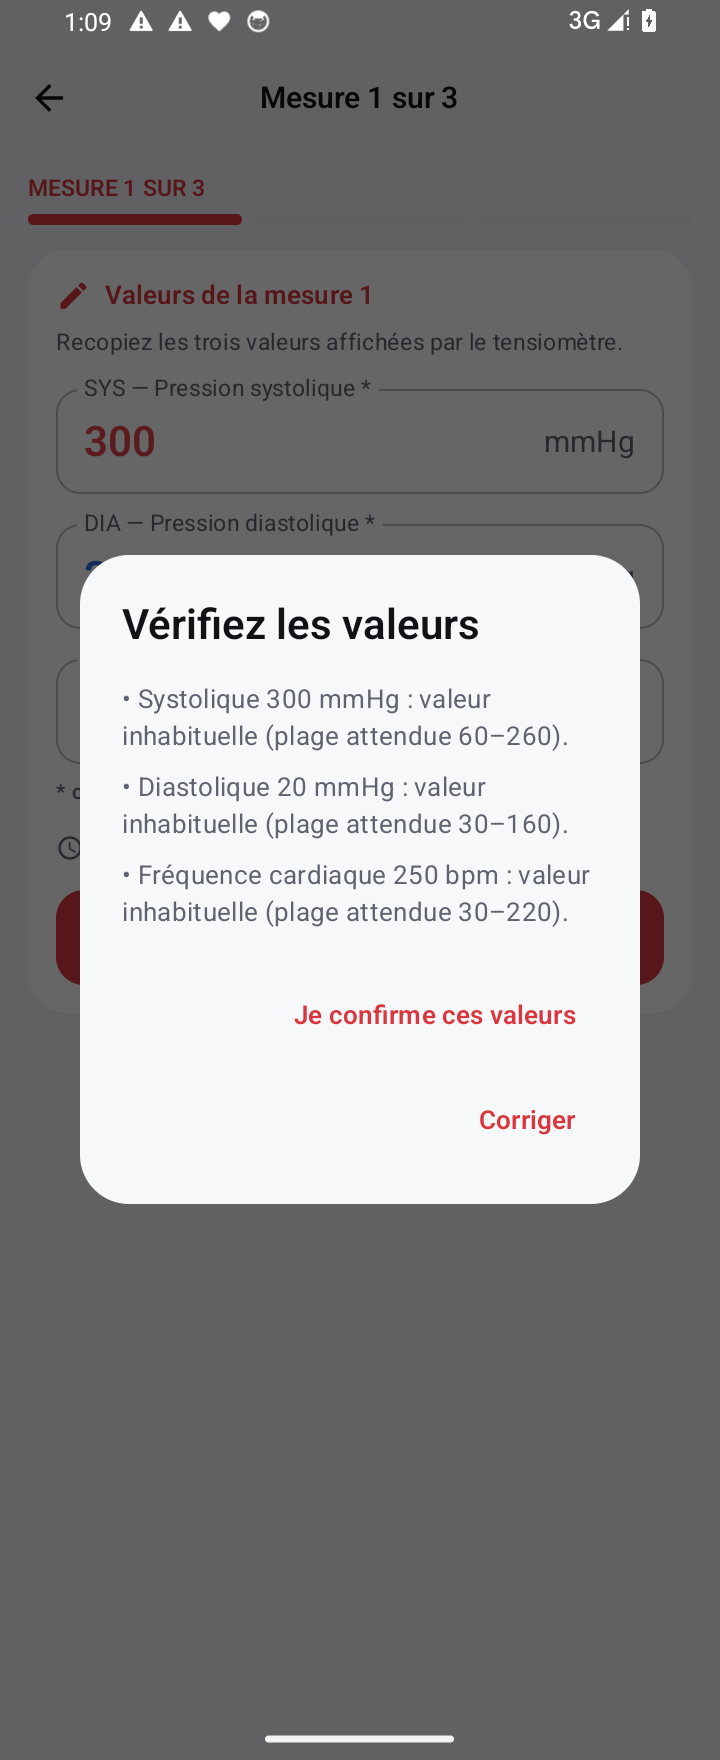 1:09
3G
Mesure 1 sur 3
MESURE 1 SUR 3
Valeurs de la mesure 1
Recopiez les trois valeurs affichées par le tensiomètre.
SYS — Pression systolique *
300 mmHg
DIA — Pression diastolique *
Vérifiez les valeurs
• Systolique 300 mmHg : valeur
inhabituelle (plage attendue 60–260).
• Diastolique 20 mmHg : valeur
inhabituelle (plage attendue 30–160).
• Fréquence cardiaque 250 bpm : valeur
inhabituelle (plage attendue 30–220).
Je confirme ces valeurs
Corriger